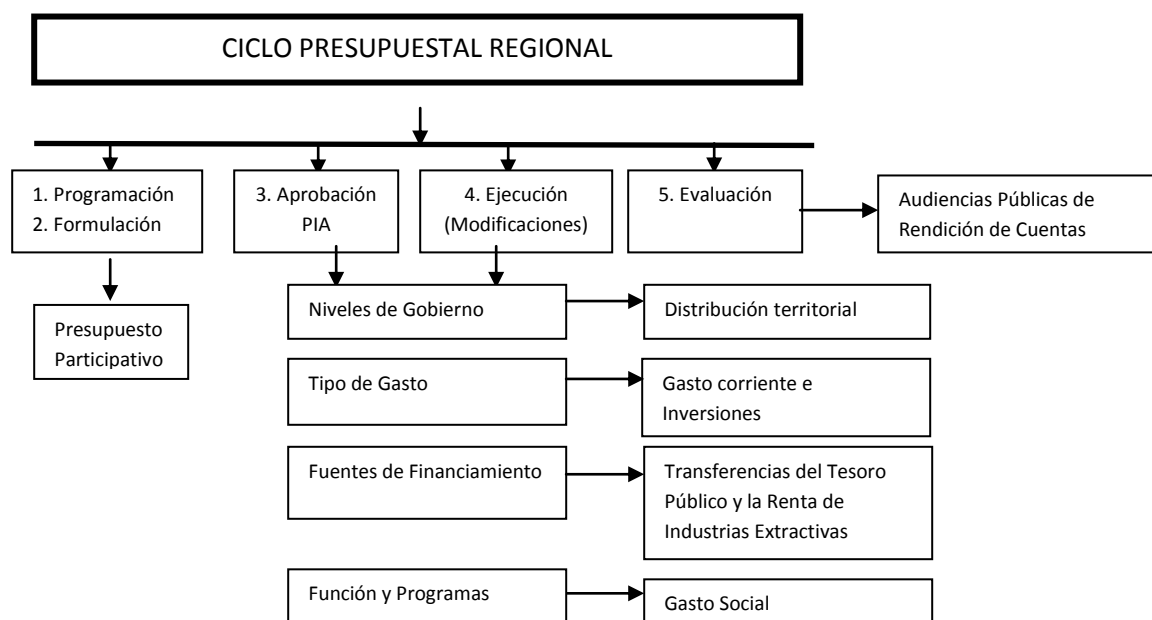 CICLO PRESUPUESTAL REGIONAL
1. Programación
2. Formulación
3. Aprobación
PIA
4. Ejecución
(Modificaciones)
5. Evaluación
Audiencias Públicas de
Rendición de Cuentas
Presupuesto
Participativo
Niveles de Gobierno
Distribución territorial
Tipo de Gasto
Gasto corriente e
Inversiones
Fuentes de Financiamiento
Transferencias del Tesoro
Público y la Renta de
Industrias Extractivas
Función y Programas
Gasto Social